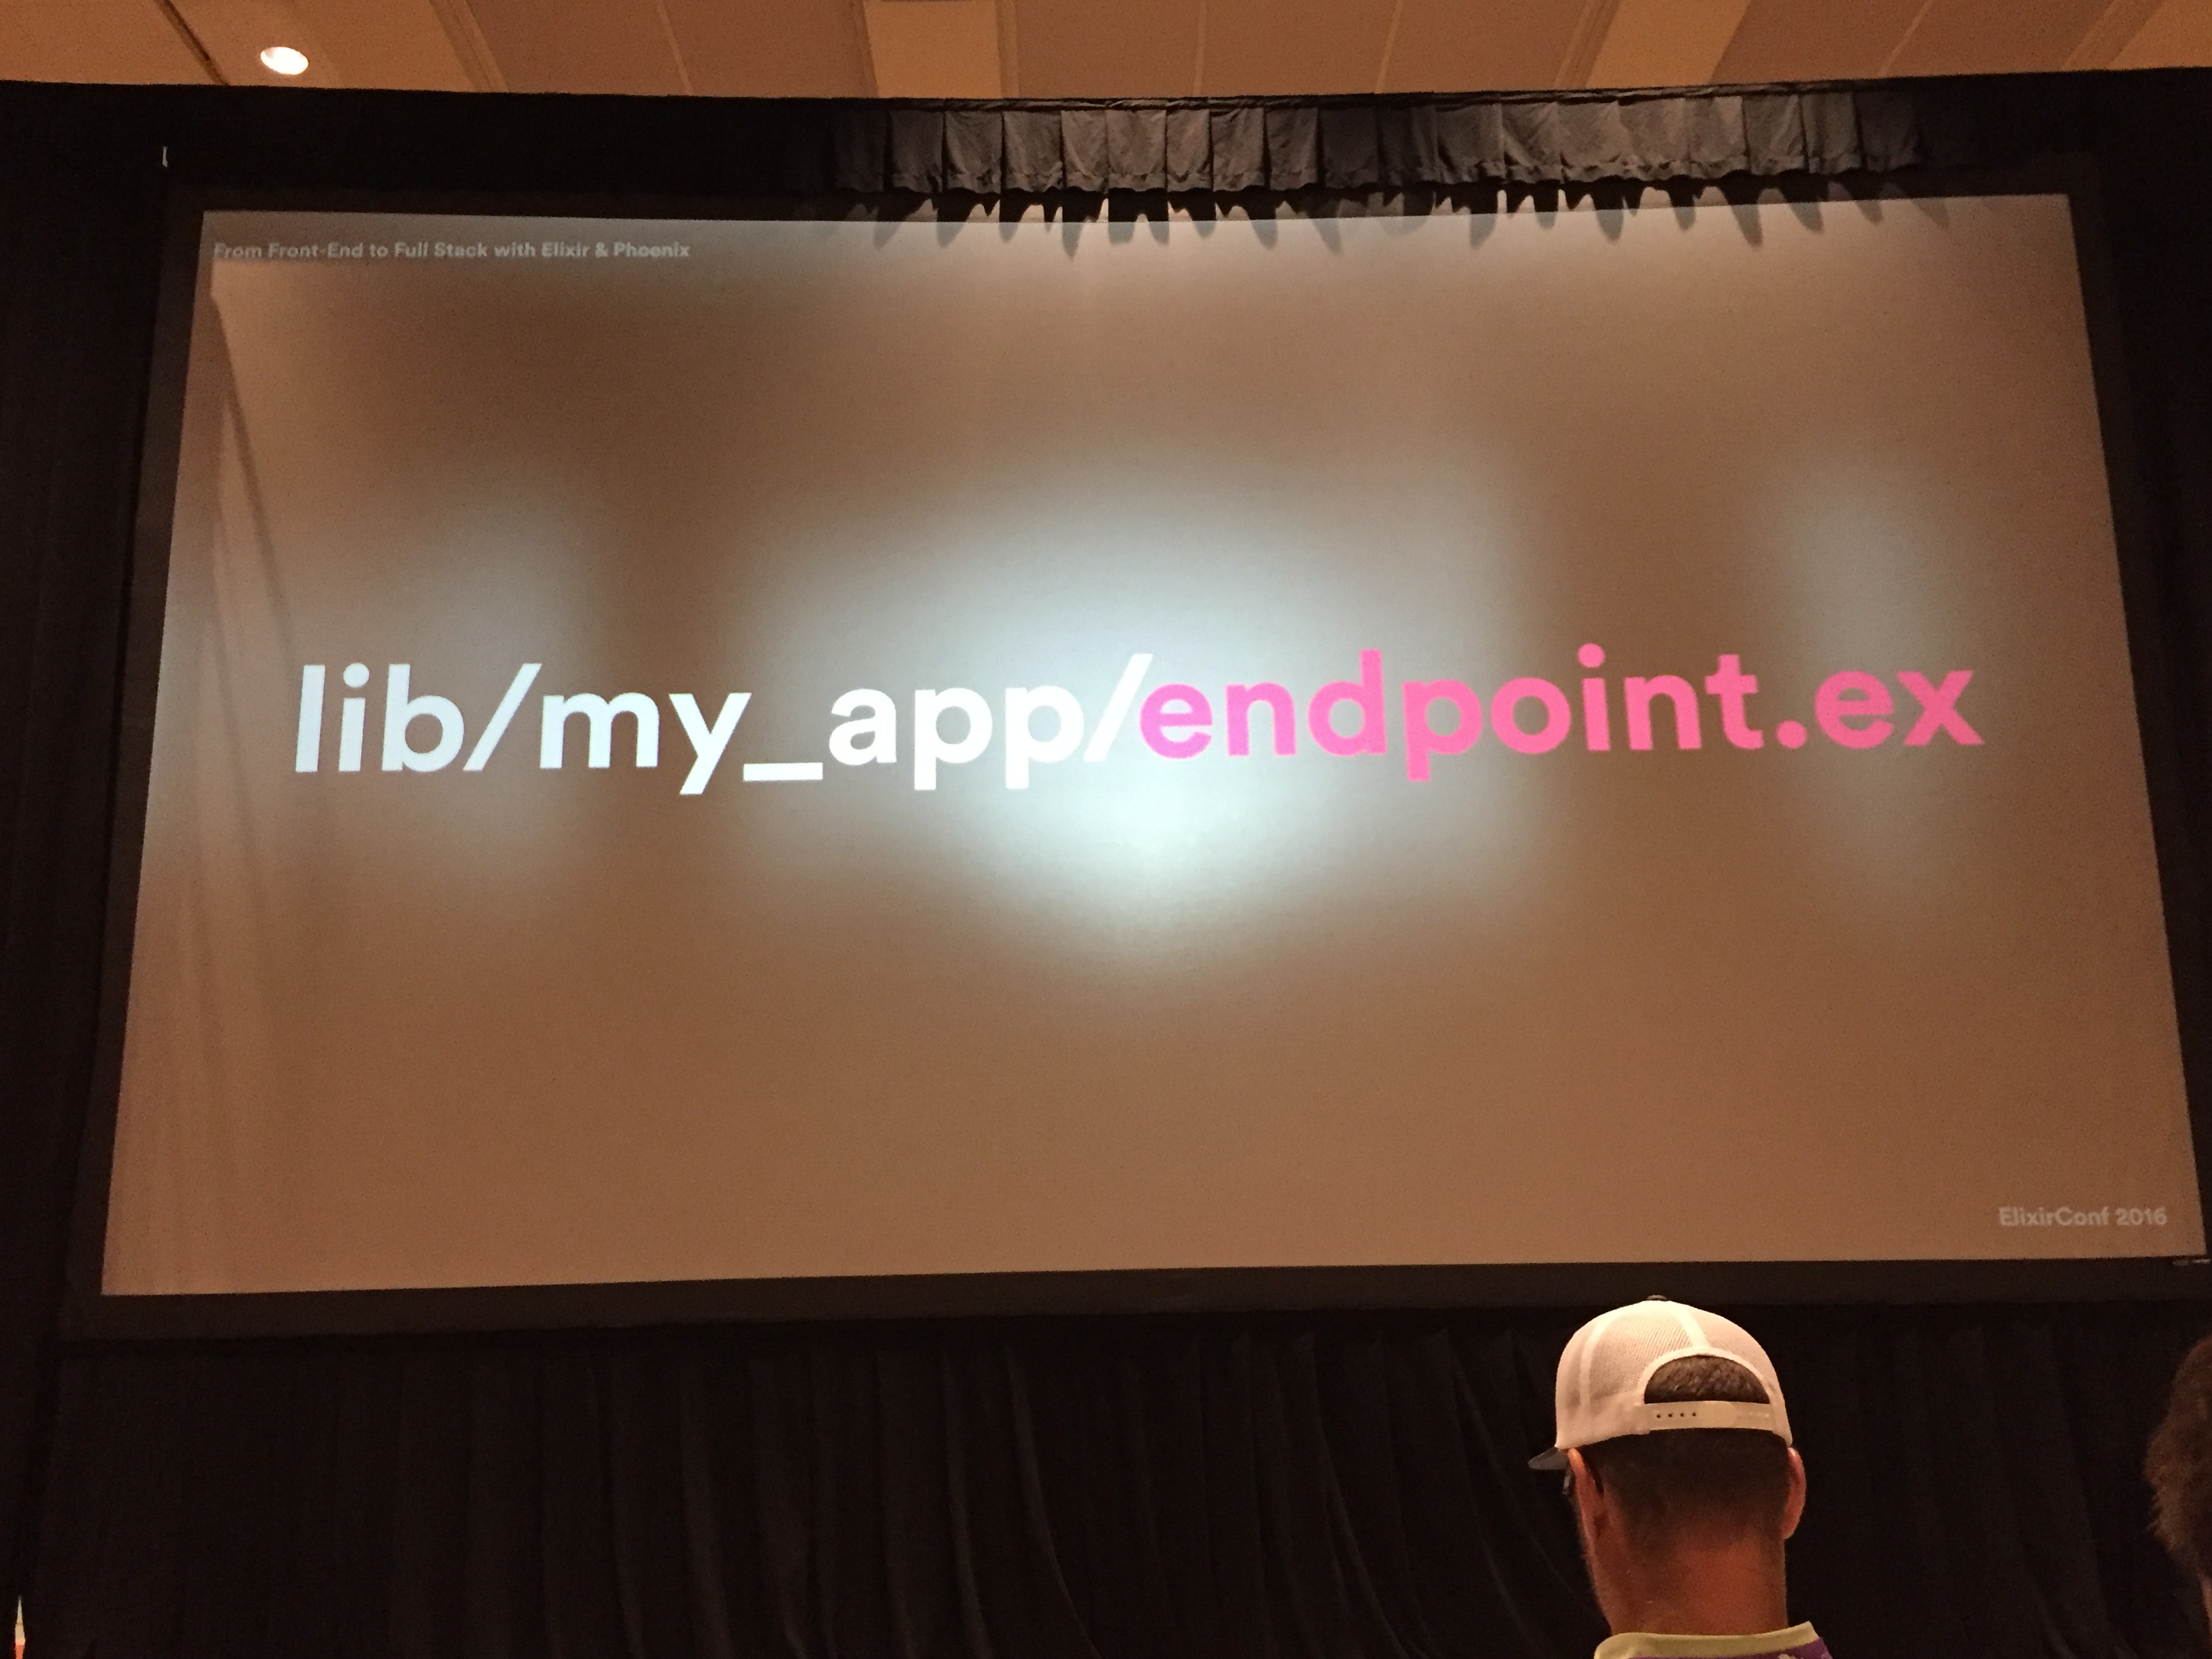 From Front-End to Full Stack with Elixir & Phoenix
lib/my_app/endpoint.ex
ElixirConf 2016